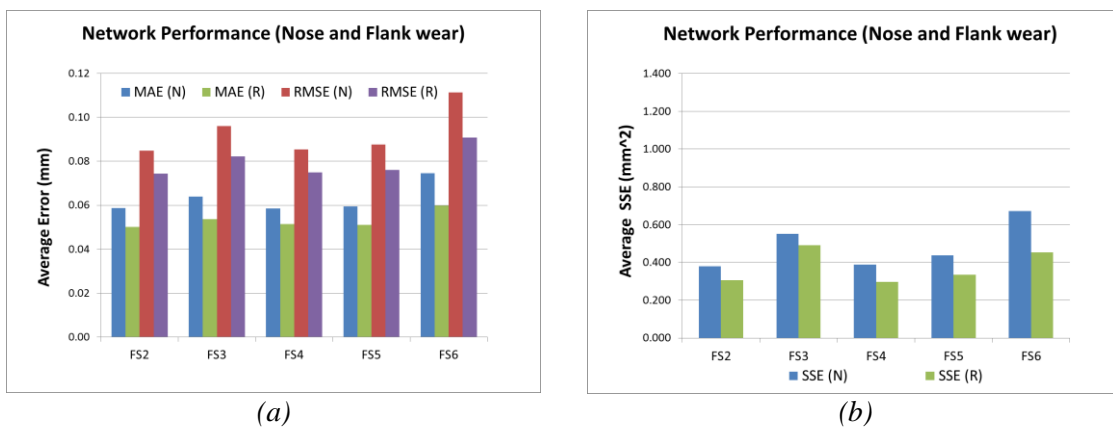 Network Performance (Nose and Flank wear)
0.12
0.10
0.08
0.06
0.04
0.02
0.00
Average Error (mm)
MAE (N) MAE (R) RMSE (N) RMSE (R)
FS2 FS3 FS4 FS5 FS6
(a)
Network Performance (Nose and Flank wear)
1.400
1.200
1.000
0.800
0.600
0.400
0.200
0.000
Average SSE (mm^2)
FS2 FS3 FS4 FS5 FS6
SSE (N) SSE (R)
(b)